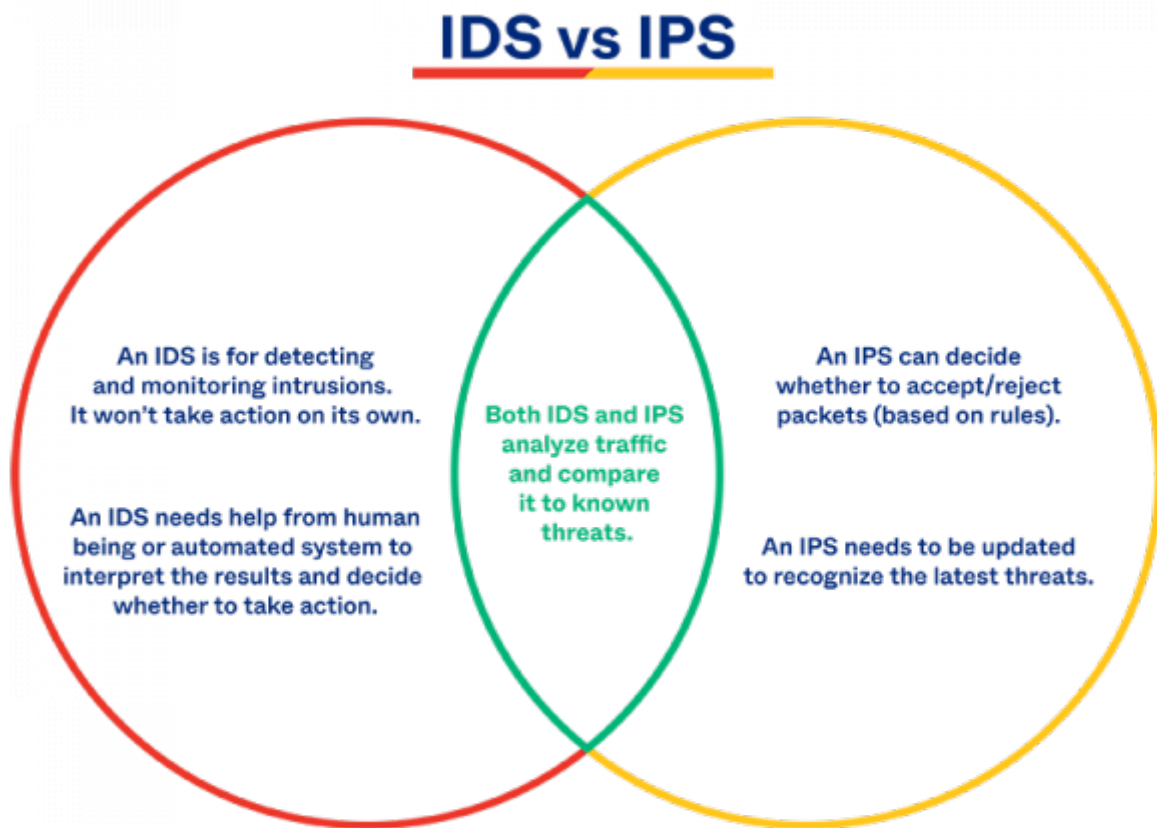 IDS vs IPS
An IDS is for detecting
and monitoring intrusions.
It won't take action on its own.
An IDS needs help from human
being or automated system to
interpret the results and decide
whether to take action.
Both IDS and IPS
analyze traffic
and compare
it to known
threats.
An IPS can decide
whether to accept/reject
packets (based on rules).
An IPS needs to be updated
to recognize the latest threats.